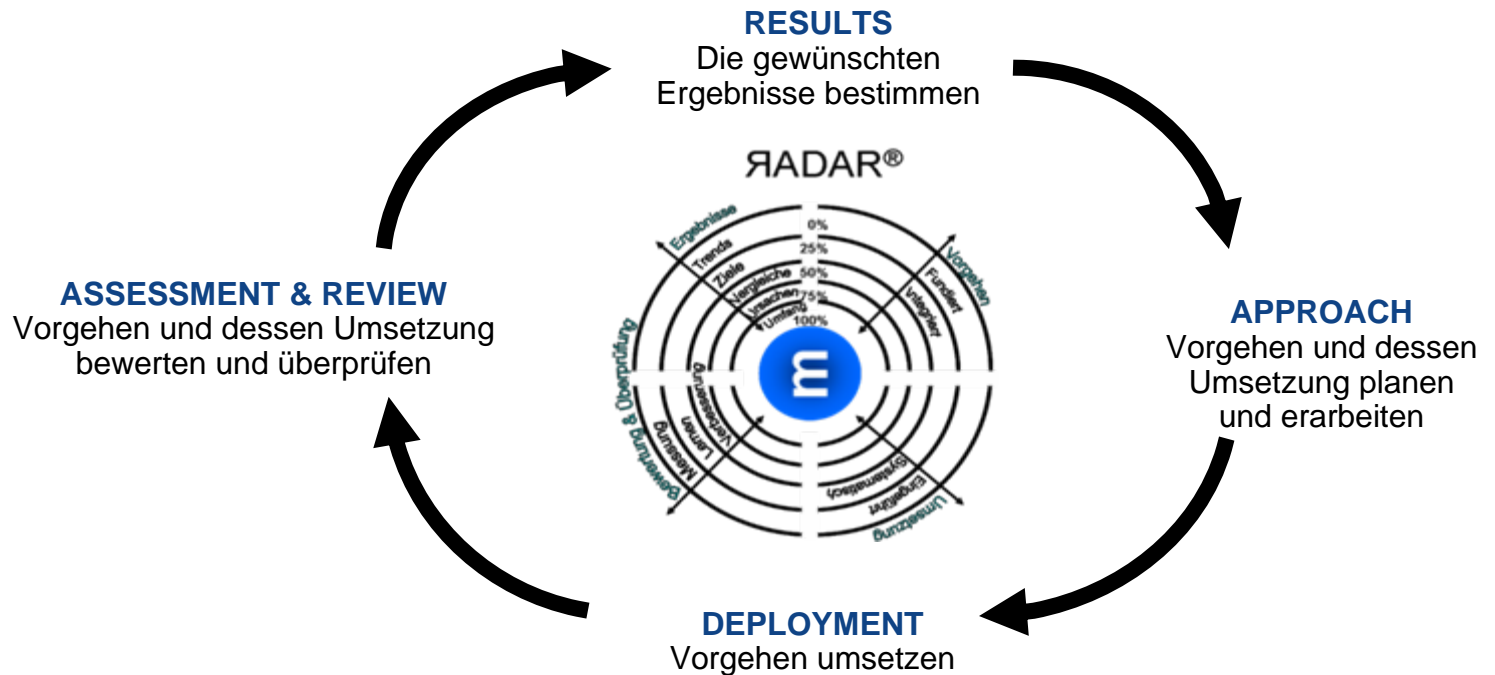 RESULTS
Die gewünschten
Ergebnisse bestimmen
ЯADAR®
Ergebnisse
Trends
Ziele
Vergleiche
Ursachen
Umfang
0%
25%
50%
75%
100%
Vorgehen
Fundiert
Integriert
ASSESSMENT & REVIEW
Vorgehen und dessen Umsetzung
bewerten und überprüfen
APPROACH
Vorgehen und dessen
Umsetzung planen
und erarbeiten
m
Bewertung & Überprüfung
Messung
Lernen
Verbesserung
Systematisch
Eingeführt
Umsetzung
DEPLOYMENT
Vorgehen umsetzen